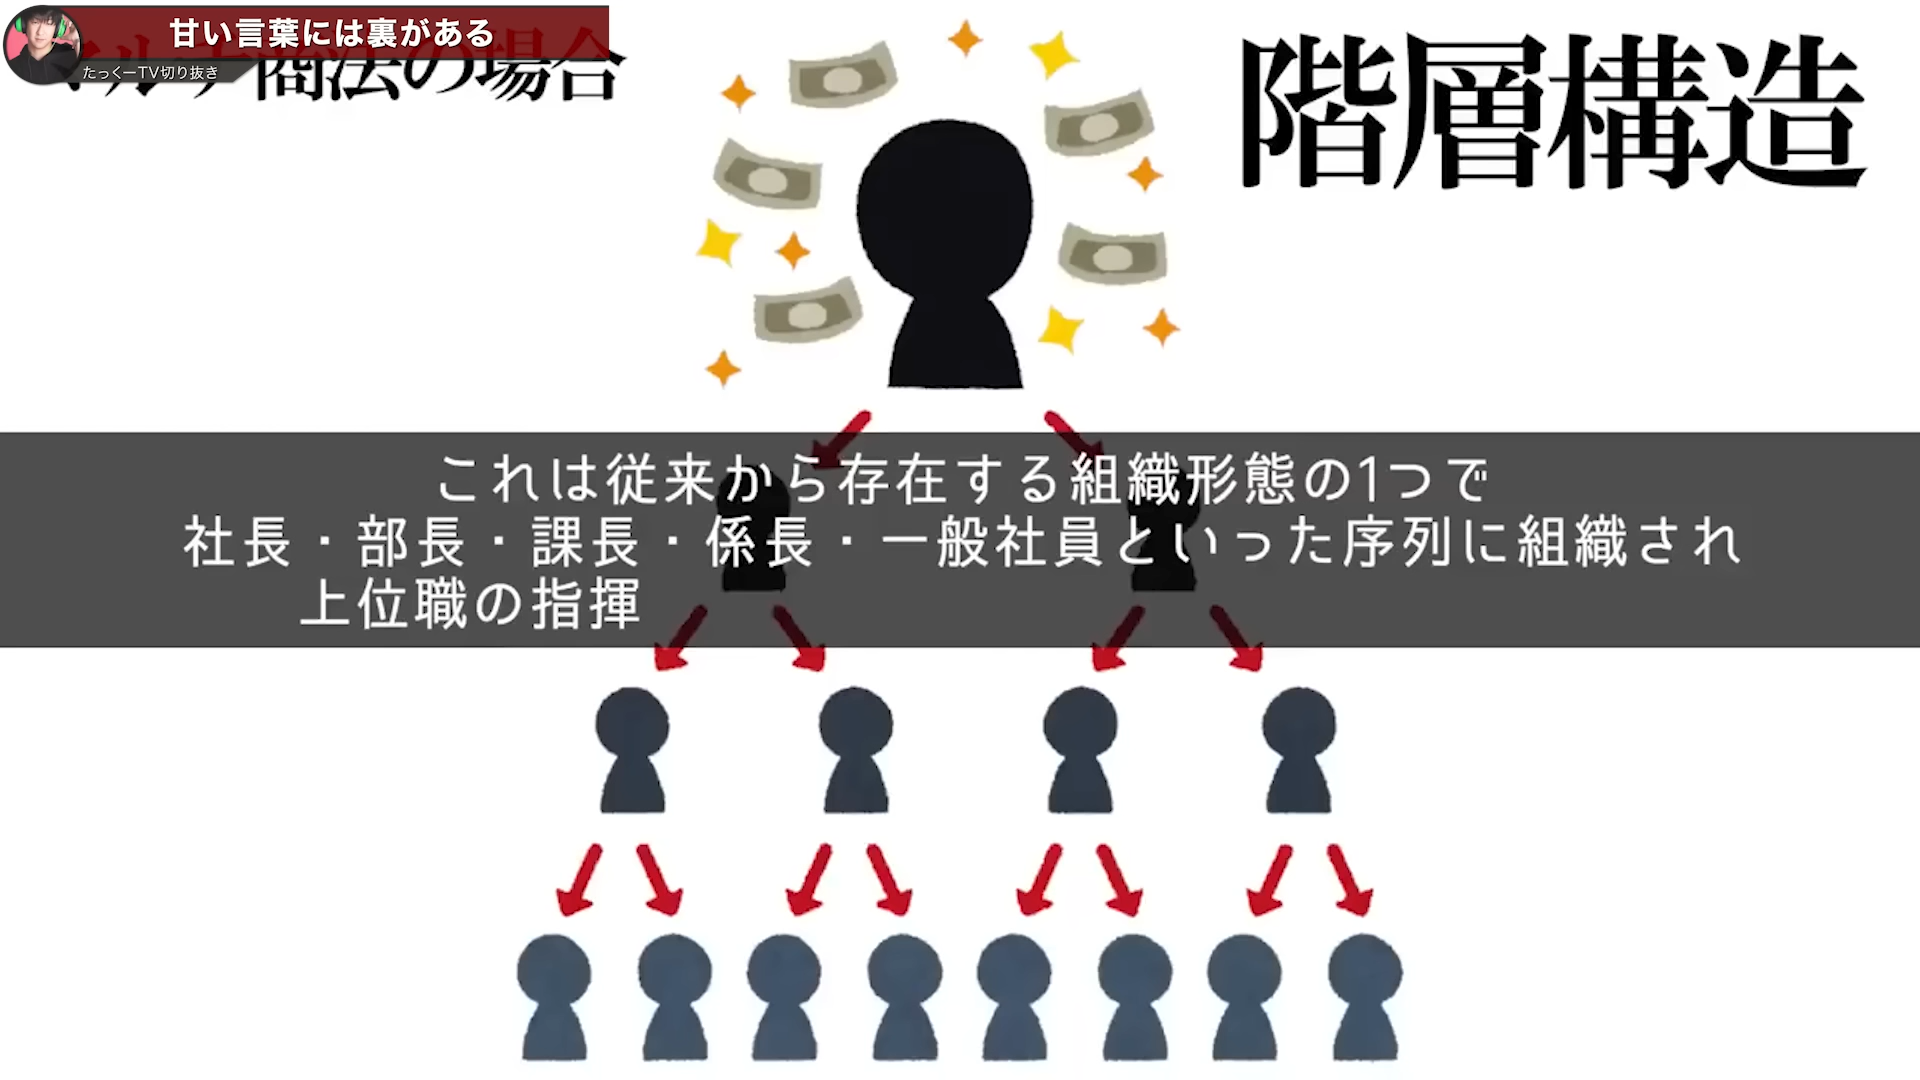 甘い言葉には裏がある
たっくーTV切り抜き
マルチ商法の場合
階層構造
これは従来から存在する組織形態の1つで
社長・部長・課長・係長・一般社員といった序列に組織され
上位職の指揮